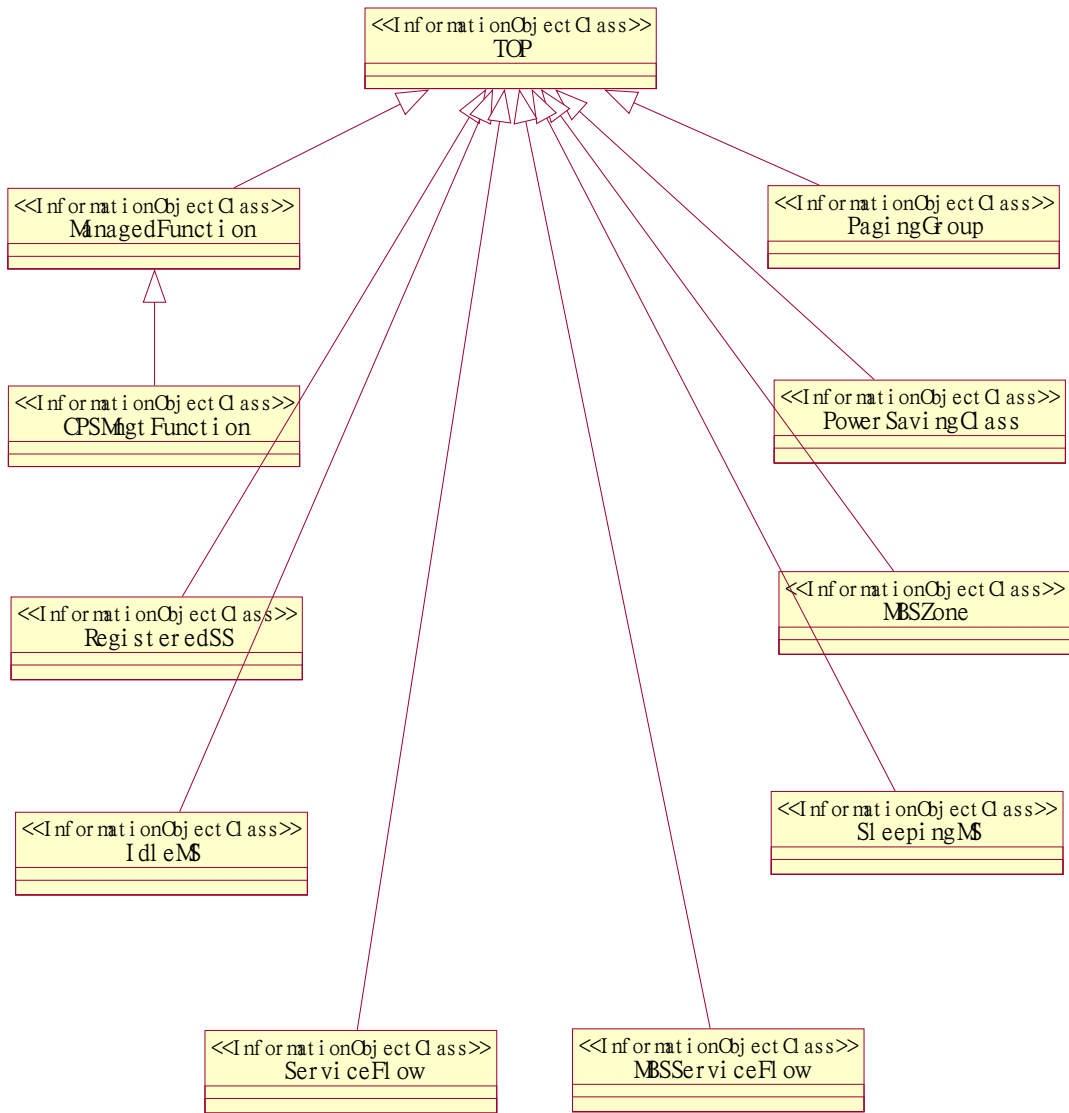 <<InformationObjectClass>>
TOP
<<InformationObjectClass>>
ManagedFunction
<<InformationObjectClass>>
PagingGroup
<<InformationObjectClass>>
CPSMngtFunction
<<InformationObjectClass>>
PowerSavingClass
<<InformationObjectClass>>
RegisteredSS
<<InformationObjectClass>>
MBSZone
<<InformationObjectClass>>
IdleMS
<<InformationObjectClass>>
SleepingMS
<<InformationObjectClass>>
ServiceFlow
<<InformationObjectClass>>
MBSServiceFlow